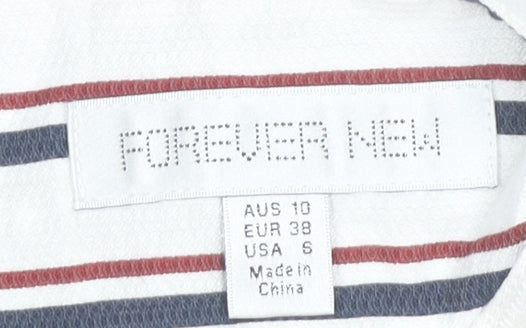 FOREVER NEW
AUS 10
EUR 38
USA S
Made in
China